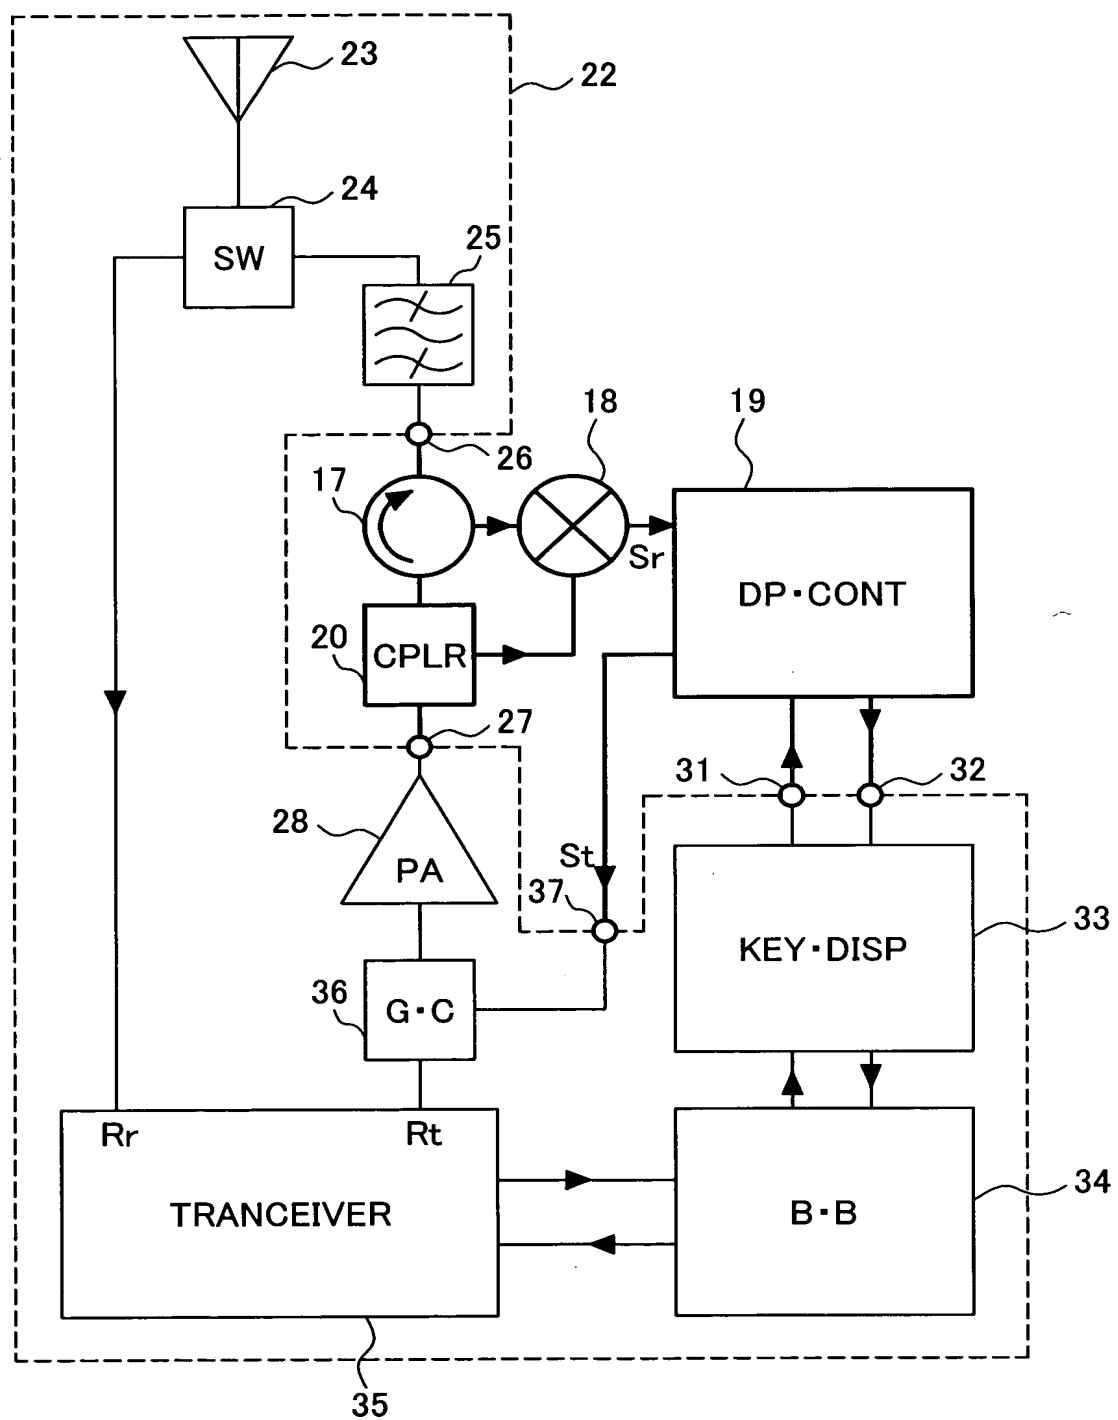 23
22
24
SW
25
26
18
19
17
Sr
DP·CONT
20
CPLR
27
31
32
28
PA
St
37
33
KEY·DISP
36
G·C
Rr
Rt
TRANCEIVER
B·B
34
35